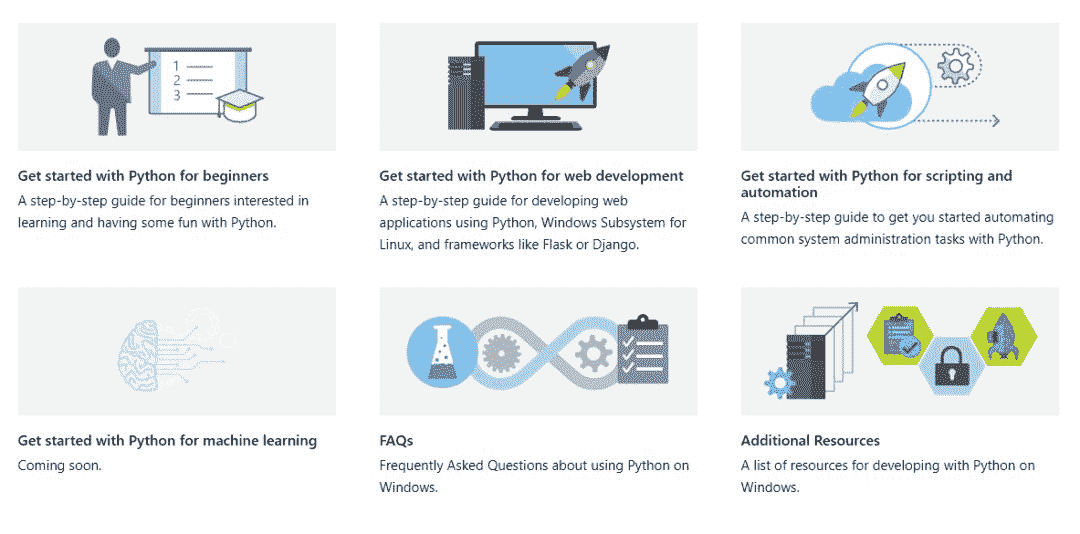 1
2
3
Get started with Python for beginners
A step-by-step guide for beginners interested in
learning and having some fun with Python.
Get started with Python for web development
A step-by-step guide for developing web
applications using Python, Windows Subsystem for
Linux, and frameworks like Flask or Django.
Get started with Python for scripting and
automation
A step-by-step guide to get you started automating
common system administration tasks with Python.
Get started with Python for machine learning
Coming soon.
FAQs
Frequently Asked Questions about using Python on
Windows.
Additional Resources
A list of resources for developing with Python on
Windows.